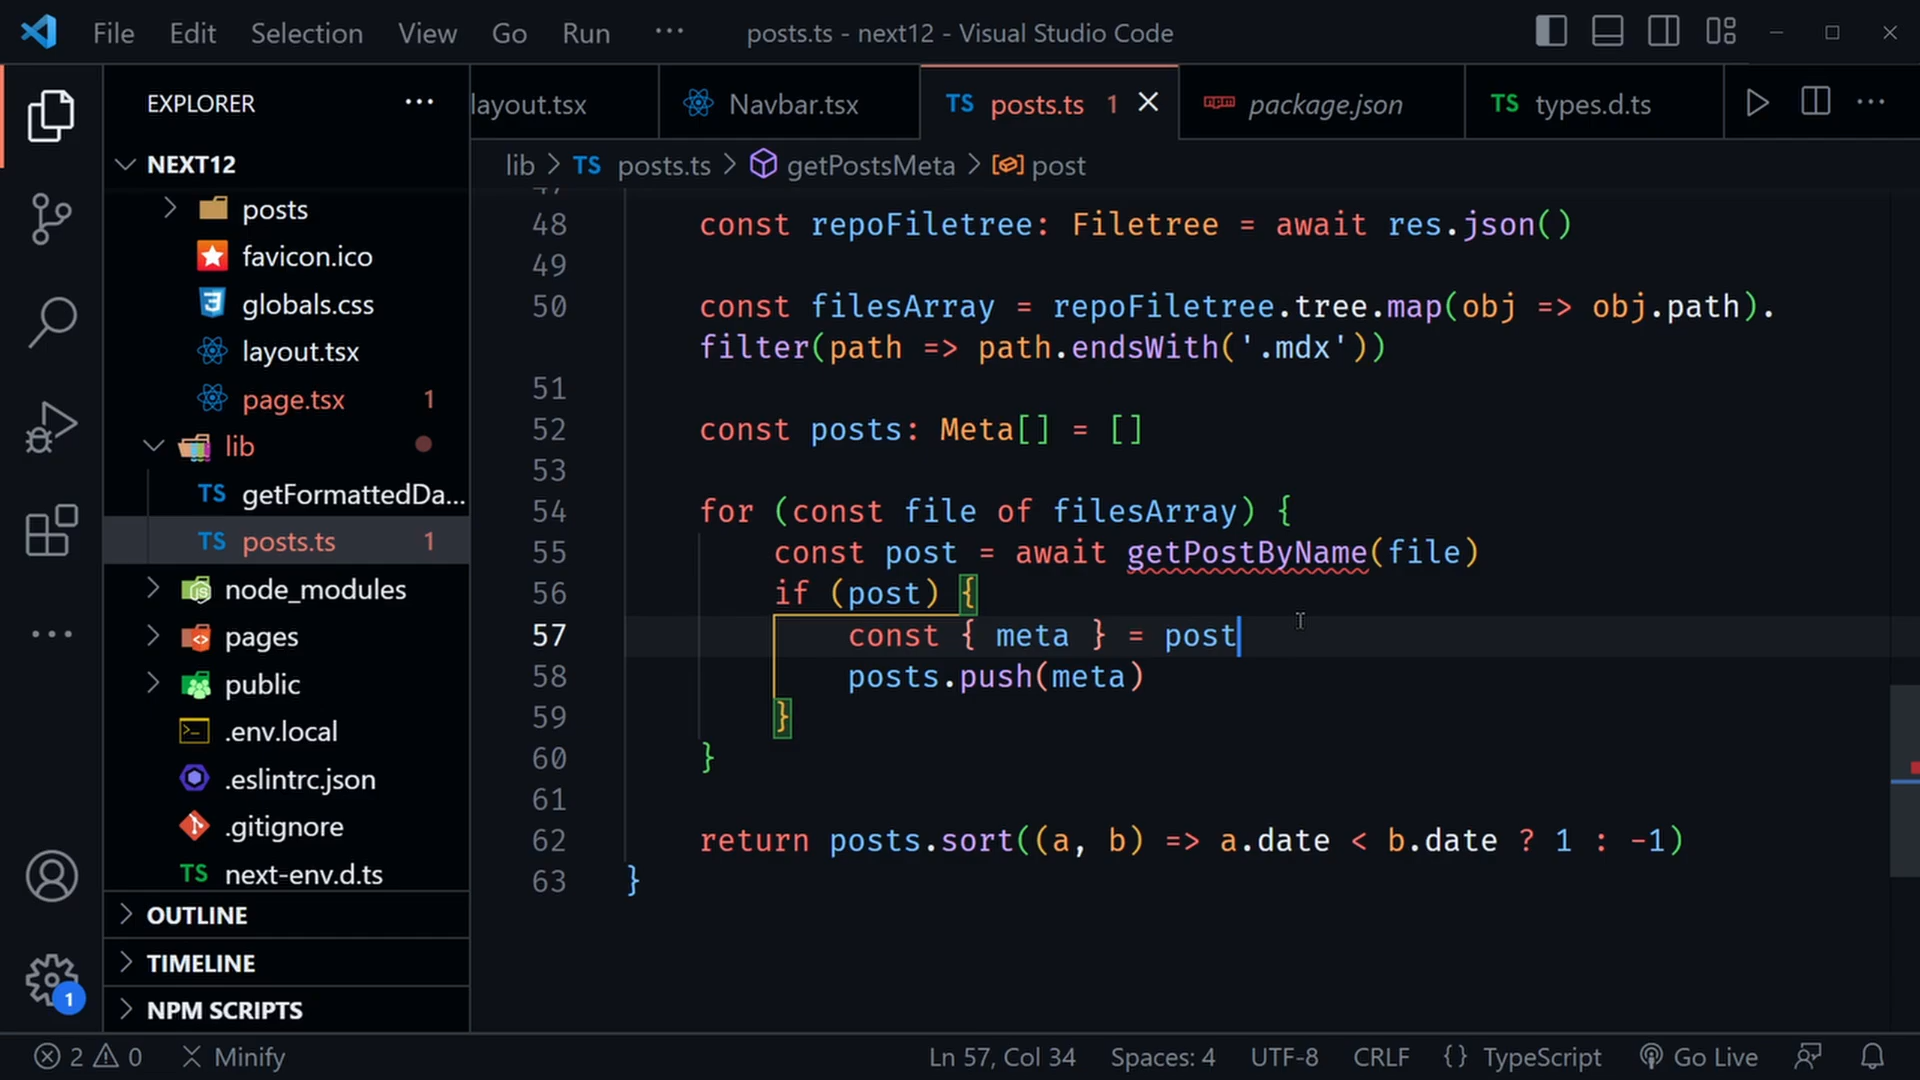 File Edit Selection View Go Run ··· posts.ts - next12 - Visual Studio Code
EXPLORER ···
NEXT12
posts
favicon.ico
globals.css
layout.tsx
page.tsx 1
lib
getFormattedDa...
posts.ts 1
node_modules
pages
public
.env.local
.eslintrc.json
.gitignore
next-env.d.ts
OUTLINE
TIMELINE
NPM SCRIPTS
layout.tsx Navbar.tsx TS posts.ts 1 package.json TS types.d.ts
lib > TS posts.ts > getPostsMeta > post
48 const repoFiletree: Filetree = await res.json()
49
50 const filesArray = repoFiletree.tree.map(obj => obj.path).
filter(path => path.endsWith('.mdx'))
51
52 const posts: Meta[] = []
53
54 for (const file of filesArray) {
55 const post = await getPostByName(file)
56 if (post) {
57 const { meta } = post
58 posts.push(meta)
59 }
60 }
61
62 return posts.sort((a, b) => a.date < b.date ? 1 : -1)
63 }
1
2 0 Minify Ln 57, Col 34 Spaces: 4 UTF-8 CRLF {} TypeScript Go Live